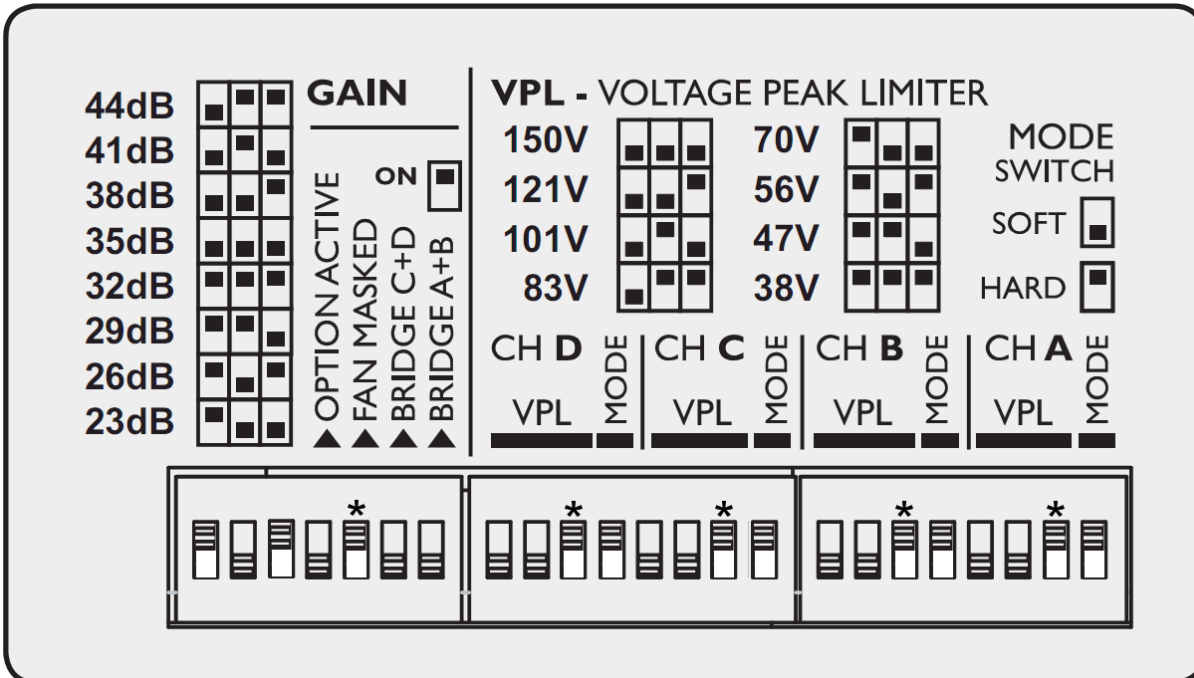 44dB
41dB
38dB
35dB
32dB
29dB
26dB
23dB
GAIN
ON
OPTION ACTIVE
FAN MASKED
BRIDGE C+D
BRIDGE A+B
VPL - VOLTAGE PEAK LIMITER
150V
121V
101V
83V
70V
56V
47V
38V
MODE
SWITCH
SOFT
HARD
CH D
VPL
MODE
CH C
VPL
MODE
CH B
VPL
MODE
CH A
VPL
MODE
* * * * *